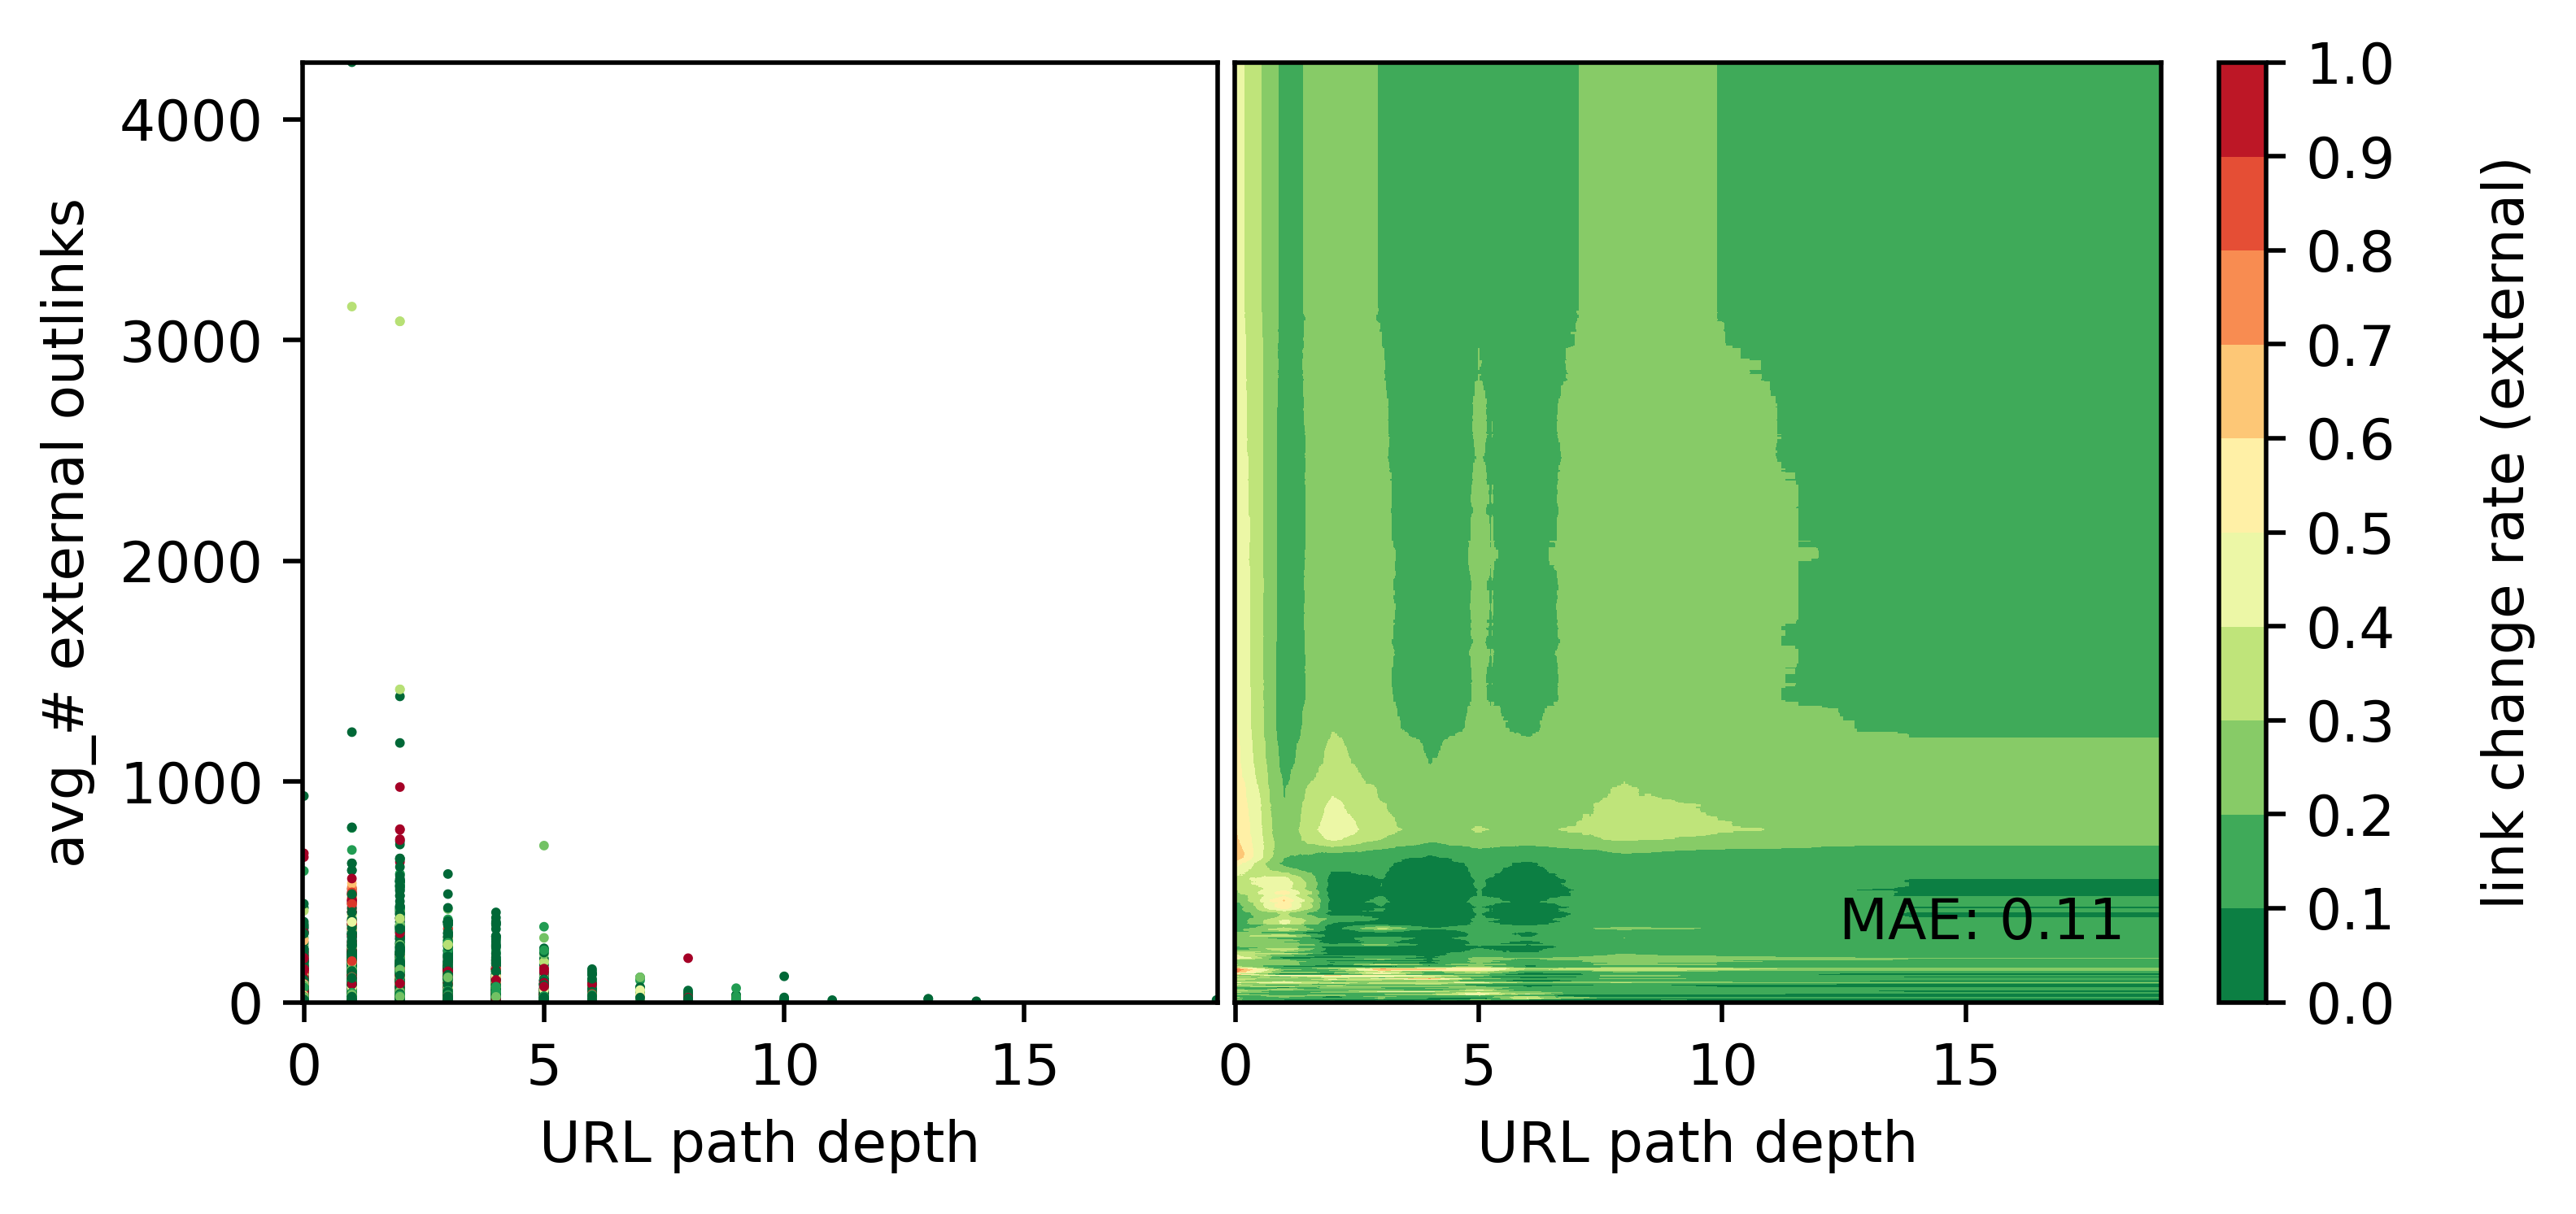 avg_# external outlinks
4000
3000
2000
1000
0
0 5 10 15
URL path depth
MAE: 0.11
0 5 10 15
URL path depth
1.0
0.9
0.8
0.7
0.6
0.5
0.4
0.3
0.2
0.1
0.0
link change rate (external)